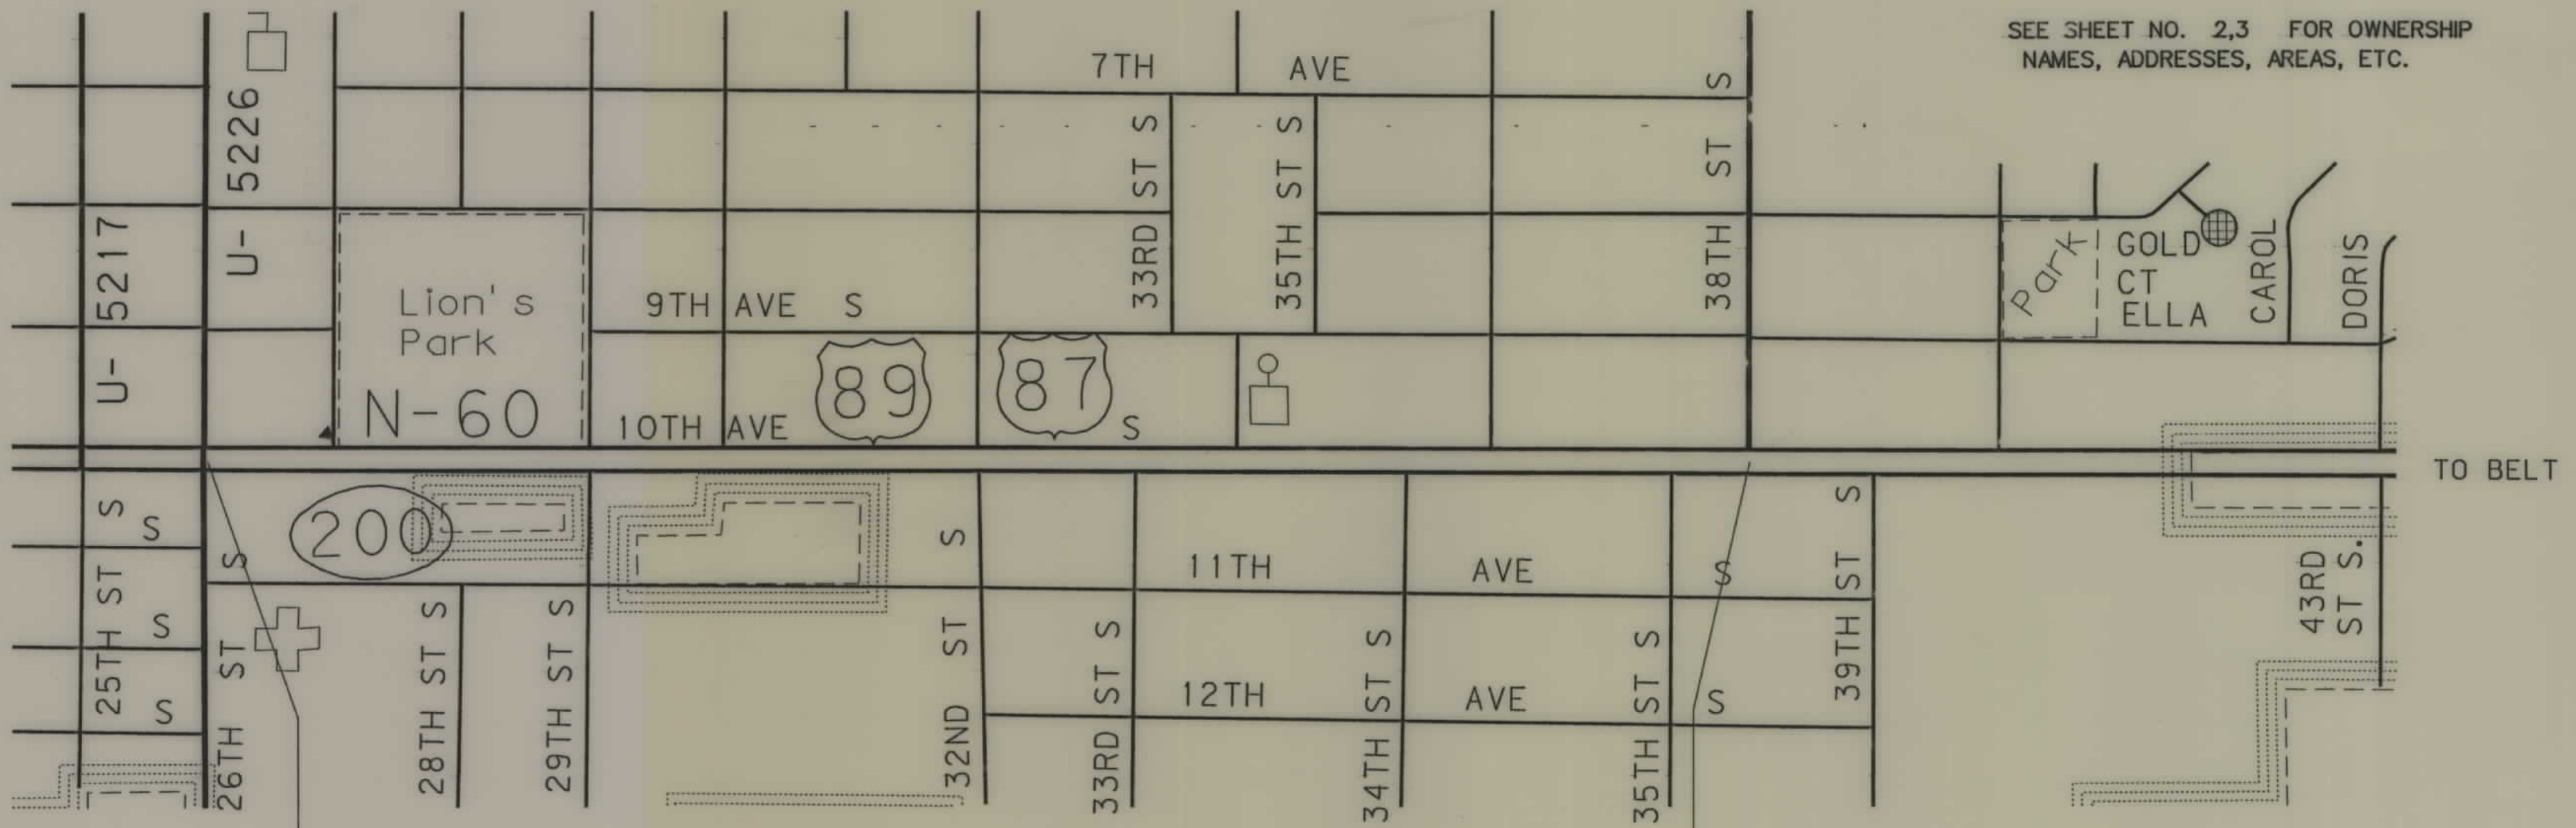 SEE SHEET NO. 2,3 FOR OWNERSHIP
NAMES, ADDRESSES, AREAS, ETC.
7TH AVE S
U- 5226
U- 5217
33RD ST S
35TH ST S
38TH ST
Lion's
Park
N-60
9TH AVE S
10TH AVE S
89
87
Park
GOLD
CT
ELLA
CAROL
DORIS
TO BELT
200
S
S
S
25TH ST S
26TH ST S
28TH ST S
29TH ST S
32ND ST S
11TH AVE S
12TH AVE S
33RD ST S
34TH ST S
35TH ST S
39TH ST S
43RD
ST S.